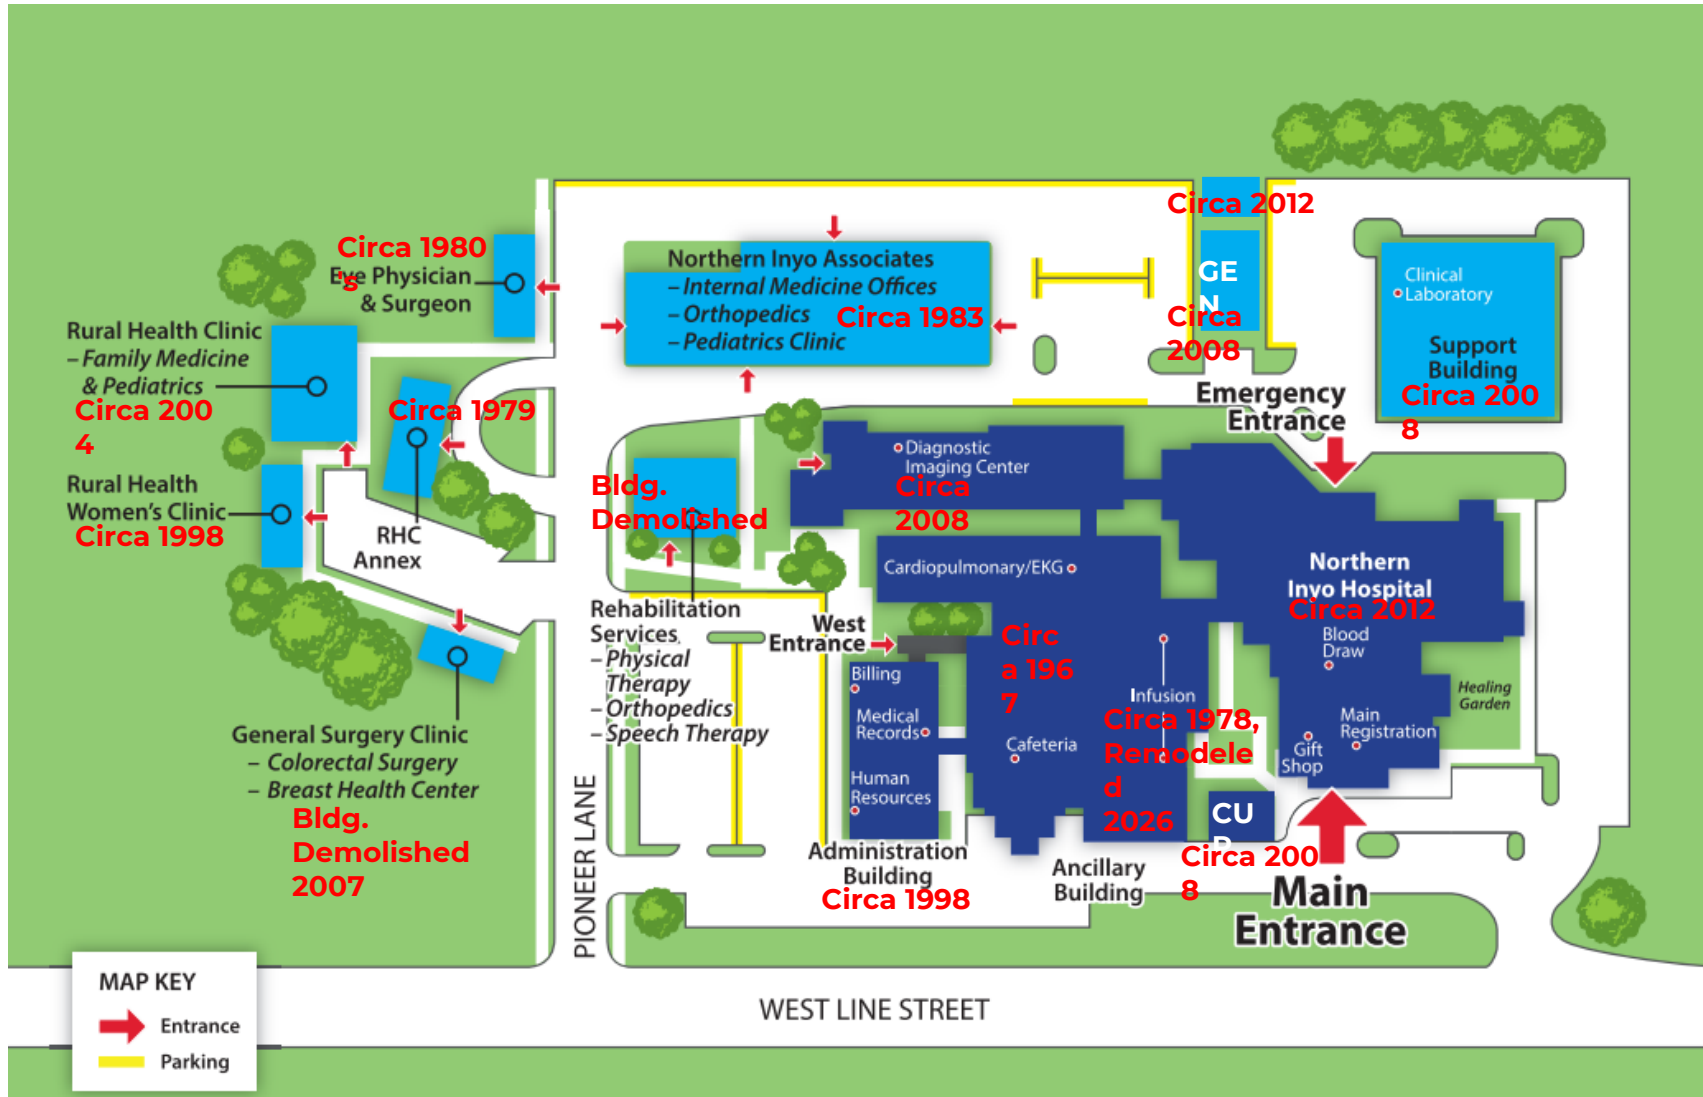 Circa 2012
Circa 1980
's
Eye Physician
& Surgeon
Northern Inyo Associates
– Internal Medicine Offices
– Orthopedics
– Pediatrics Clinic
Circa 1983
GE
N
Circa
2008
Clinical
Laboratory
Support
Building
Circa 200
8
Rural Health Clinic
– Family Medicine
& Pediatrics
Circa 200
4
Circa 1979
Emergency
Entrance
Rural Health
Women's Clinic
Circa 1998
RHC
Annex
Bldg.
Demolished
Diagnostic
Imaging Center
Circa
2008
Cardiopulmonary/EKG
Northern
Inyo Hospital
Circa 2012
Blood
Draw
Rehabilitation
Services
– Physical
Therapy
– Orthopedics
– Speech Therapy
West
Entrance
Circ
a 196
7
Billing
Medical
Records
Human
Resources
Cafeteria
Infusion
Circa 1978,
Remodele
d
2026
Healing
Garden
Main
Registration
Gift
Shop
General Surgery Clinic
– Colorectal Surgery
– Breast Health Center
Bldg.
Demolished
2007
CU
P
Circa 200
8
Administration
Building
Circa 1998
Ancillary
Building
Main
Entrance
PIONEER LANE
WEST LINE STREET
MAP KEY
Entrance
Parking